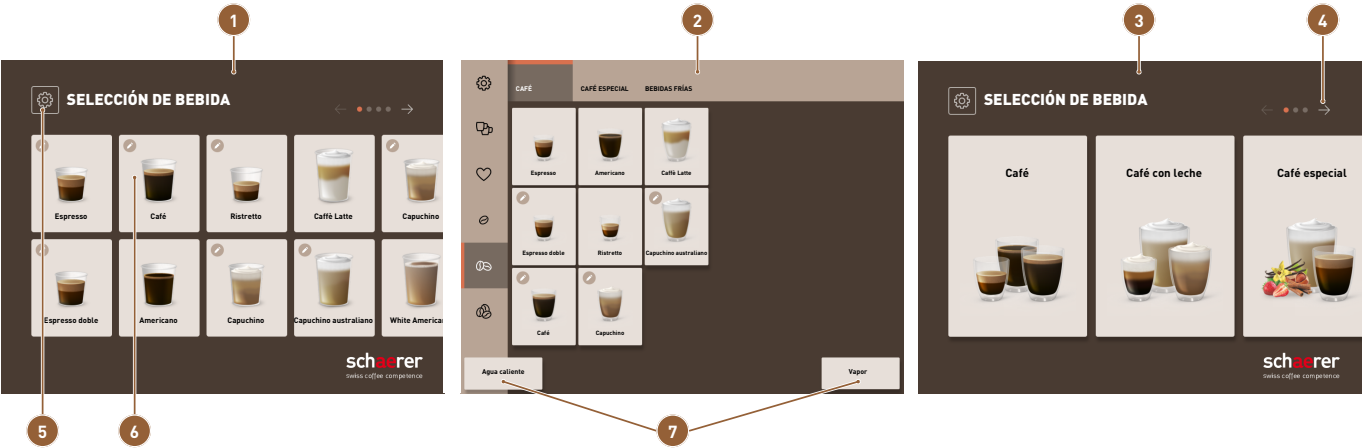 1
2
3
4
SELECCIÓN DE BEBIDA
Espresso
Café
Ristretto
Caffè Latte
Capuchino
Espresso doble
Americano
Capuchino
Capuchino australiano
White America
schaerer
swiss coffee competence
CAFÉ
CAFÉ ESPECIAL
BEBIDAS FRÍAS
Espresso
Americano
Caffè Latte
Espresso doble
Ristretto
Capuchino australiano
Café
Capuchino
Agua caliente
Vapor
SELECCIÓN DE BEBIDA
Café
Café con leche
Café especial
schaerer
swiss coffee competence
5
6
7